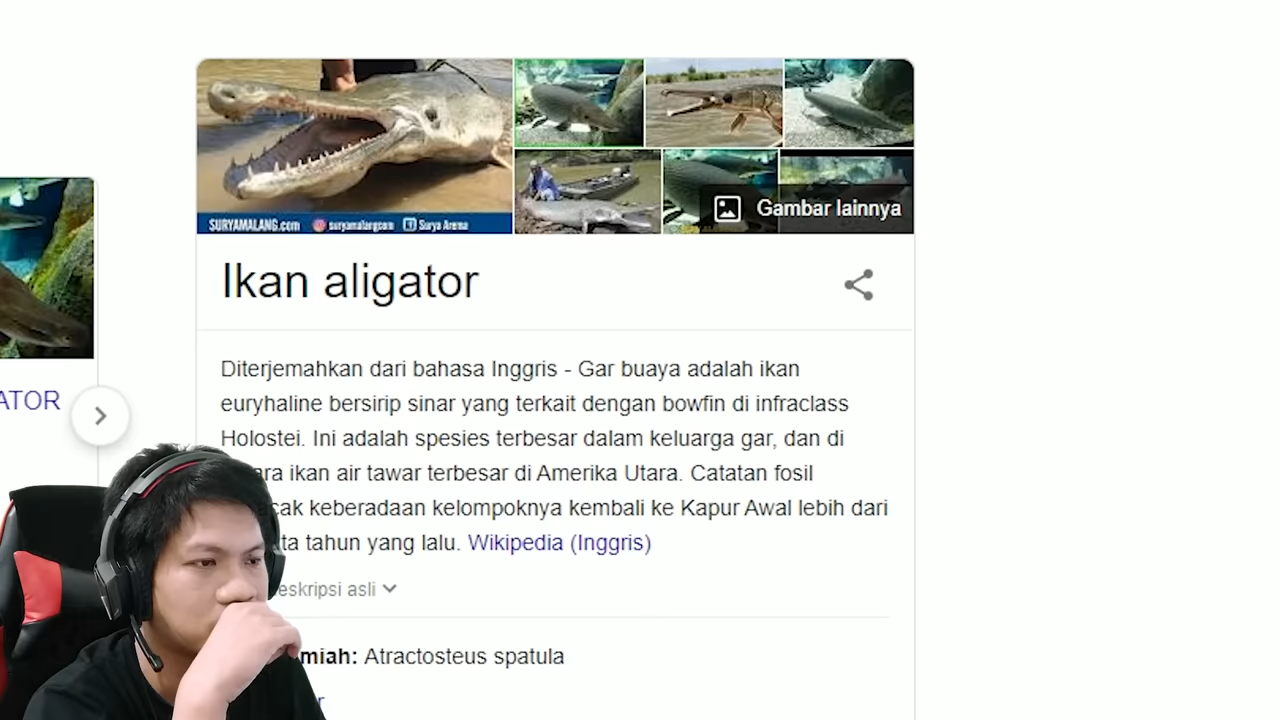 SURYAMALANG.com suryamalangcom Surya Arena
Gambar lainnya
Ikan aligator
ATOR
Diterjemahkan dari bahasa Inggris - Gar buaya adalah ikan
euryhaline bersirip sinar yang terkait dengan bowfin di infraclass
Holostei. Ini adalah spesies terbesar dalam keluarga gar, dan di
ikan air tawar terbesar di Amerika Utara. Catatan fosil
keberadaan kelompoknya kembali ke Kapur Awal lebih dari
tahun yang lalu. Wikipedia (Inggris)
eskripsi asli
miah: Atractosteus spatula